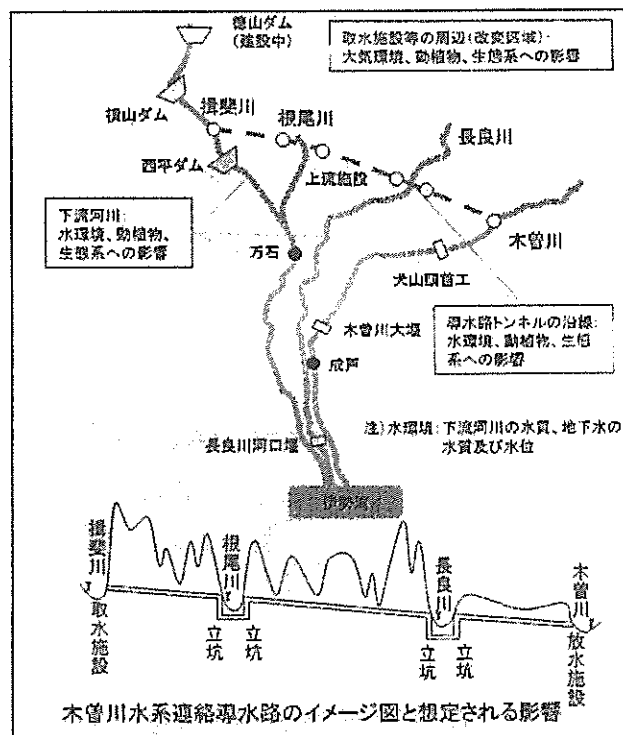 徳山ダム
(建設中)
取水施設等の周辺(改変区域):
大気環境、動植物、生態系への影響
横山ダム
揖斐川
根尾川
長良川
西平ダム
上流施設
下流河川:
水環境、動植物、
生態系への影響
木曽川
万石
犬山頭首工
木曽川大堰
導水路トンネルの沿線:
水環境、動植物、生態
系への影響
成戸
長良川河口堰
注)水環境:下流河川の水質、地下水の
水質及び水位
伊勢湾
揖斐川
取水施設
根尾川
立坑
立坑
長良川
立坑
立坑
木曽川
放水施設
木曽川水系連絡導水路のイメージ図と想定される影響